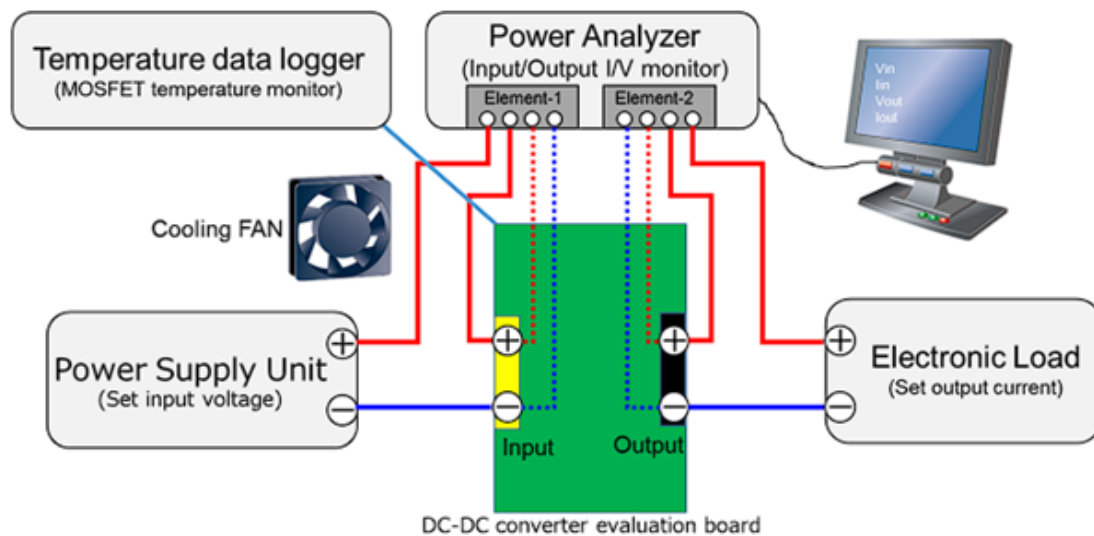 Temperature data logger
(MOSFET temperature monitor)
Power Analyzer
(Input/Output I/V monitor)
Element-1
Element-2
Vin
Iin
Vout
Iout
Cooling FAN
Power Supply Unit
(Set input voltage)
+
−
+
−
Input
+
−
Output
+
−
Electronic Load
(Set output current)
DC-DC converter evaluation board